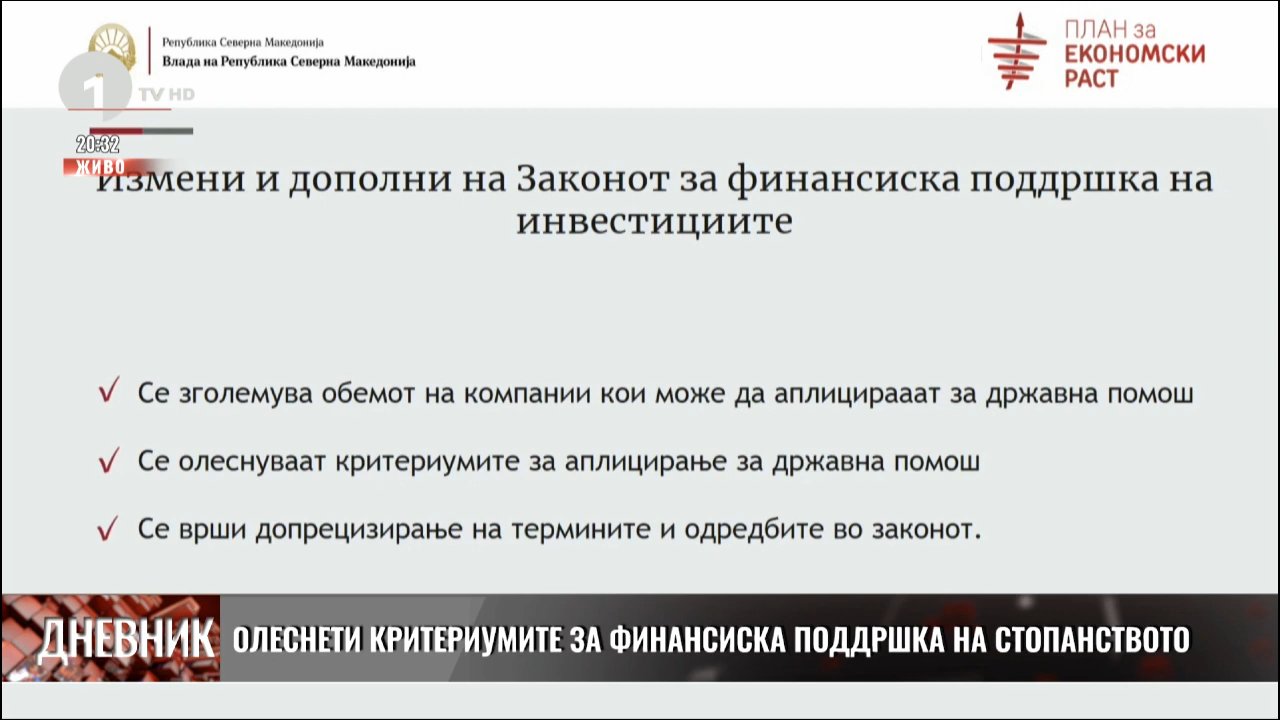 Република Северна Македонија
Влада на Република Северна Македонија
ПЛАН за
ЕКОНОМСКИ
РАСТ
1 TV HD
20:32
ЖИВО
Измени и дополни на Законот за финансиска поддршка на
инвестициите
√ Се зголемува обемот на компании кои може да аплицирааат за државна помош
√ Се олеснуваат критериумите за аплицирање за државна помош
√ Се врши допрецизирање на термините и одредбите во законот.
ДНЕВНИК
ОЛЕСНЕТИ КРИТЕРИУМИТЕ ЗА ФИНАНСИСКА ПОДДРШКА НА СТОПАНСТВОТО